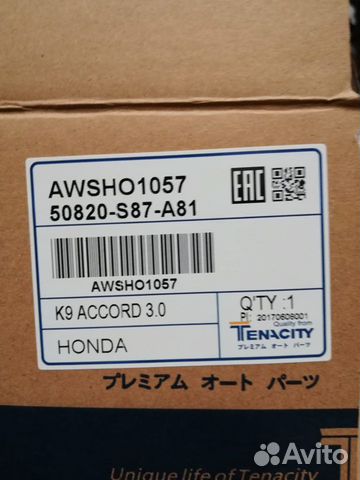 AWSHO1057
50820-S87-A81
EAC
AWSHO1057
K9 ACCORD 3.0
Q'TY :1
PI: 20170606001
HONDA
Quality from
TENACITY
プレミアム オート パーツ
プレミアム オート パーツ
Unique life of Tenacity
Avito